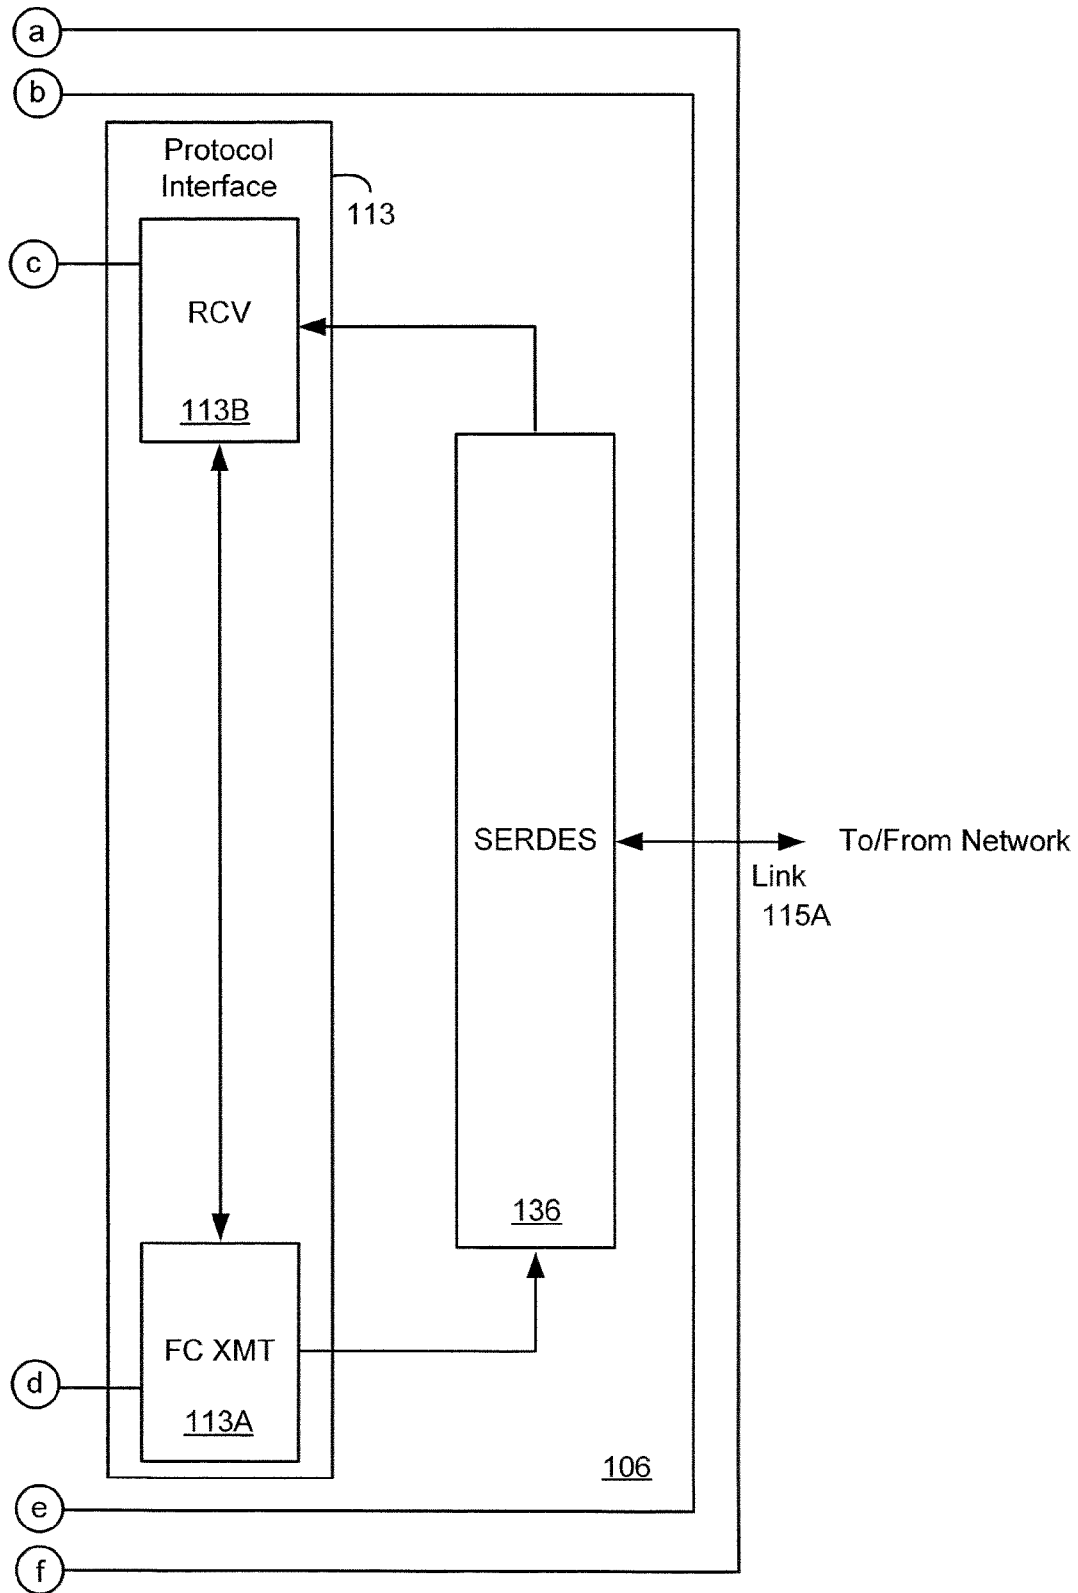 a
b
Protocol
Interface
113
c
RCV
113B
SERDES
To/From Network
Link
115A
136
FC XMT
d
113A
106
e
f